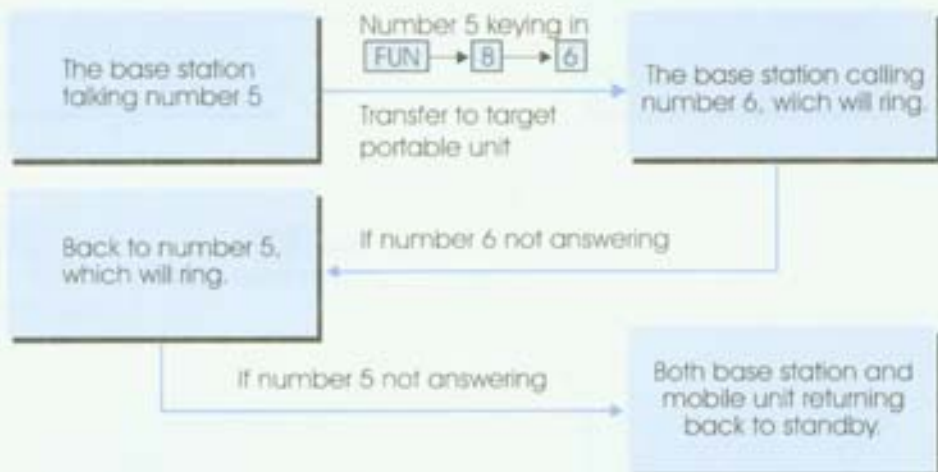 The base station
talking number 5
Number 5 keying in
FUN 8 6
Transfer to target
portable unit
The base station calling
number 6, wiich will ring.
If number 6 not answering
Back to number 5,
which will ring.
If number 5 not answering
Both base station and
mobile unit returning
back to standby.